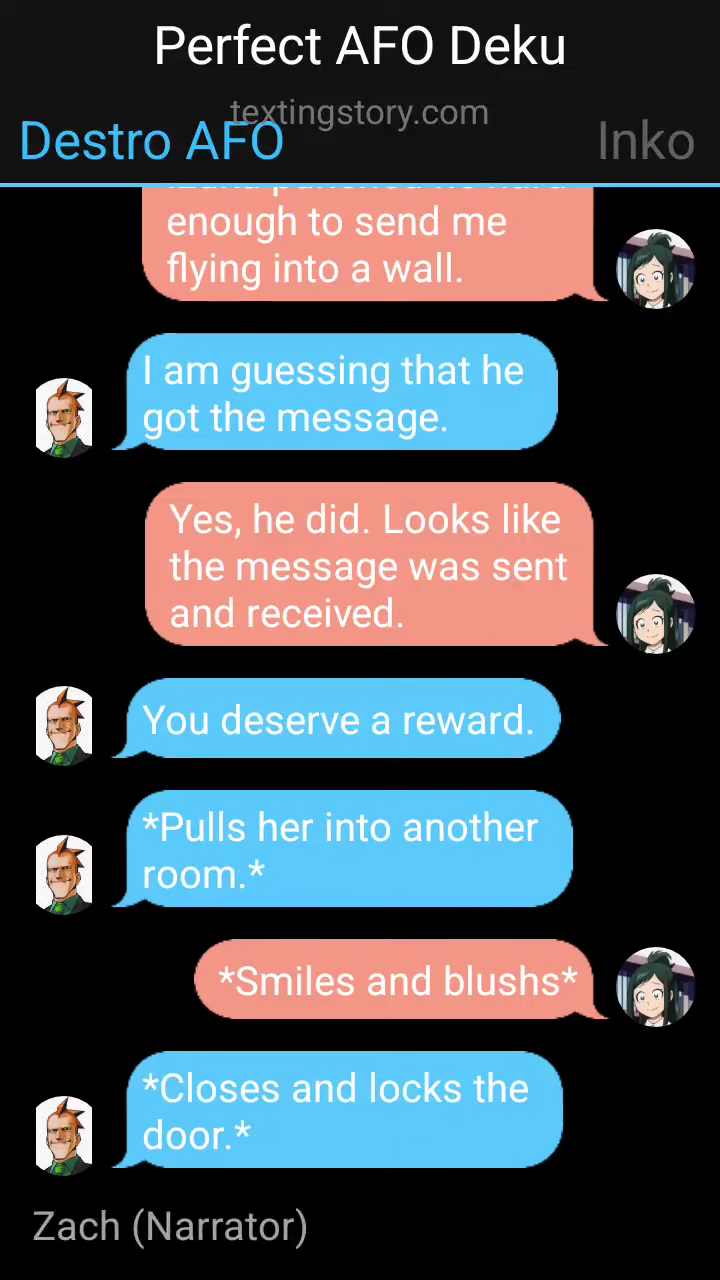 Perfect AFO Deku
textingstory.com
Destro AFO
Inko
enough to send me
flying into a wall.
I am guessing that he
got the message.
Yes, he did. Looks like
the message was sent
and received.
You deserve a reward.
*Pulls her into another
room.*
*Smiles and blushs*
*Closes and locks the
door.*
Zach (Narrator)